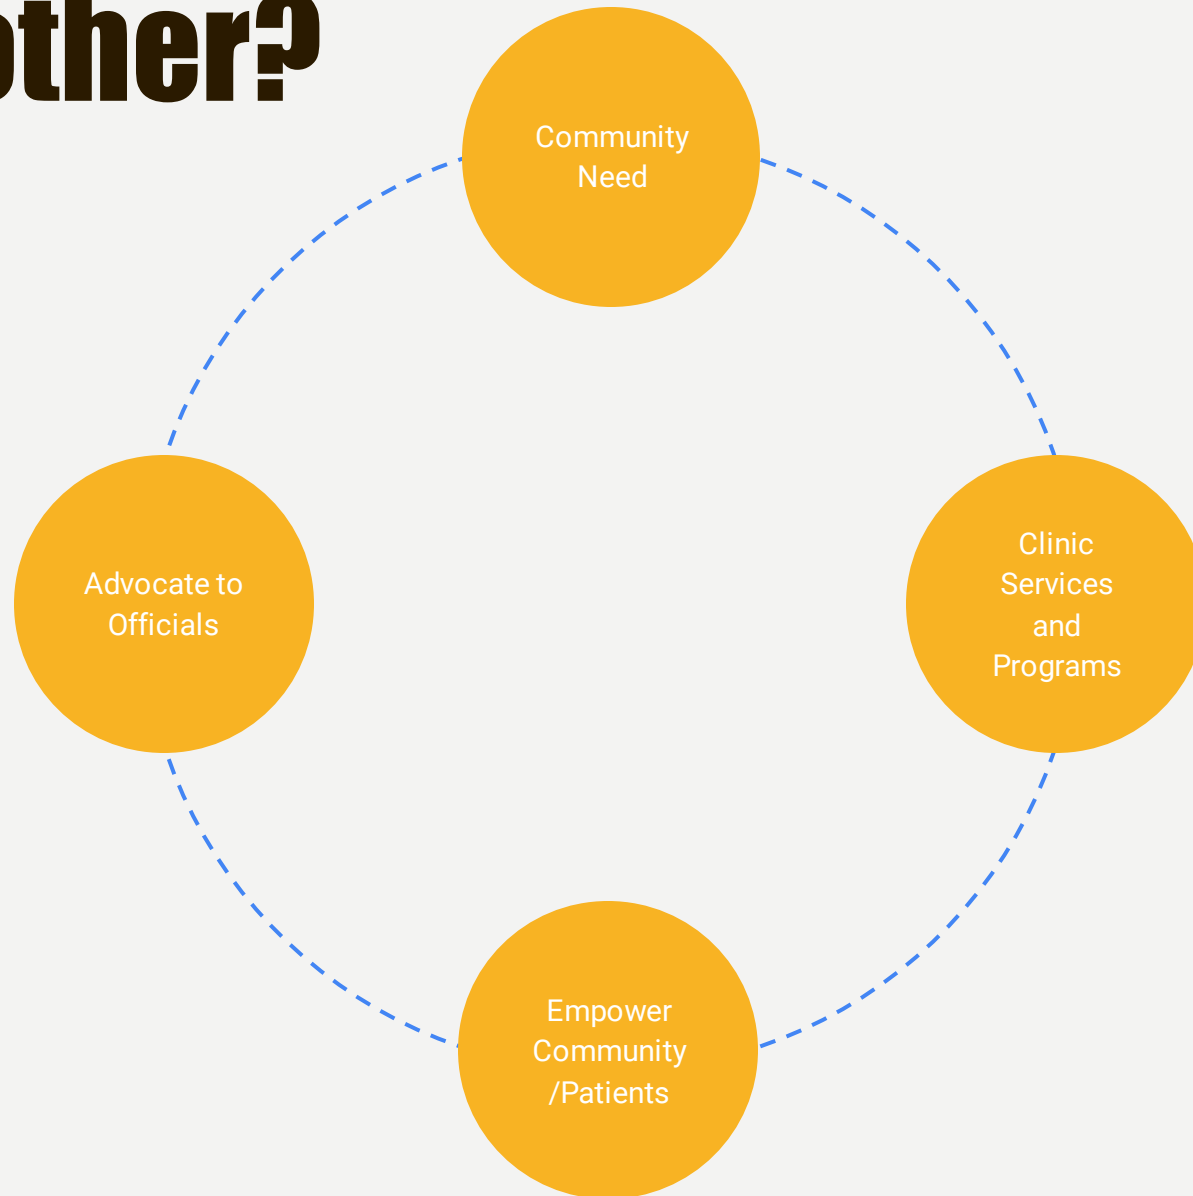 other?
Community
Need
Clinic
Services
and
Programs
Advocate to
Officials
Empower
Community
/Patients